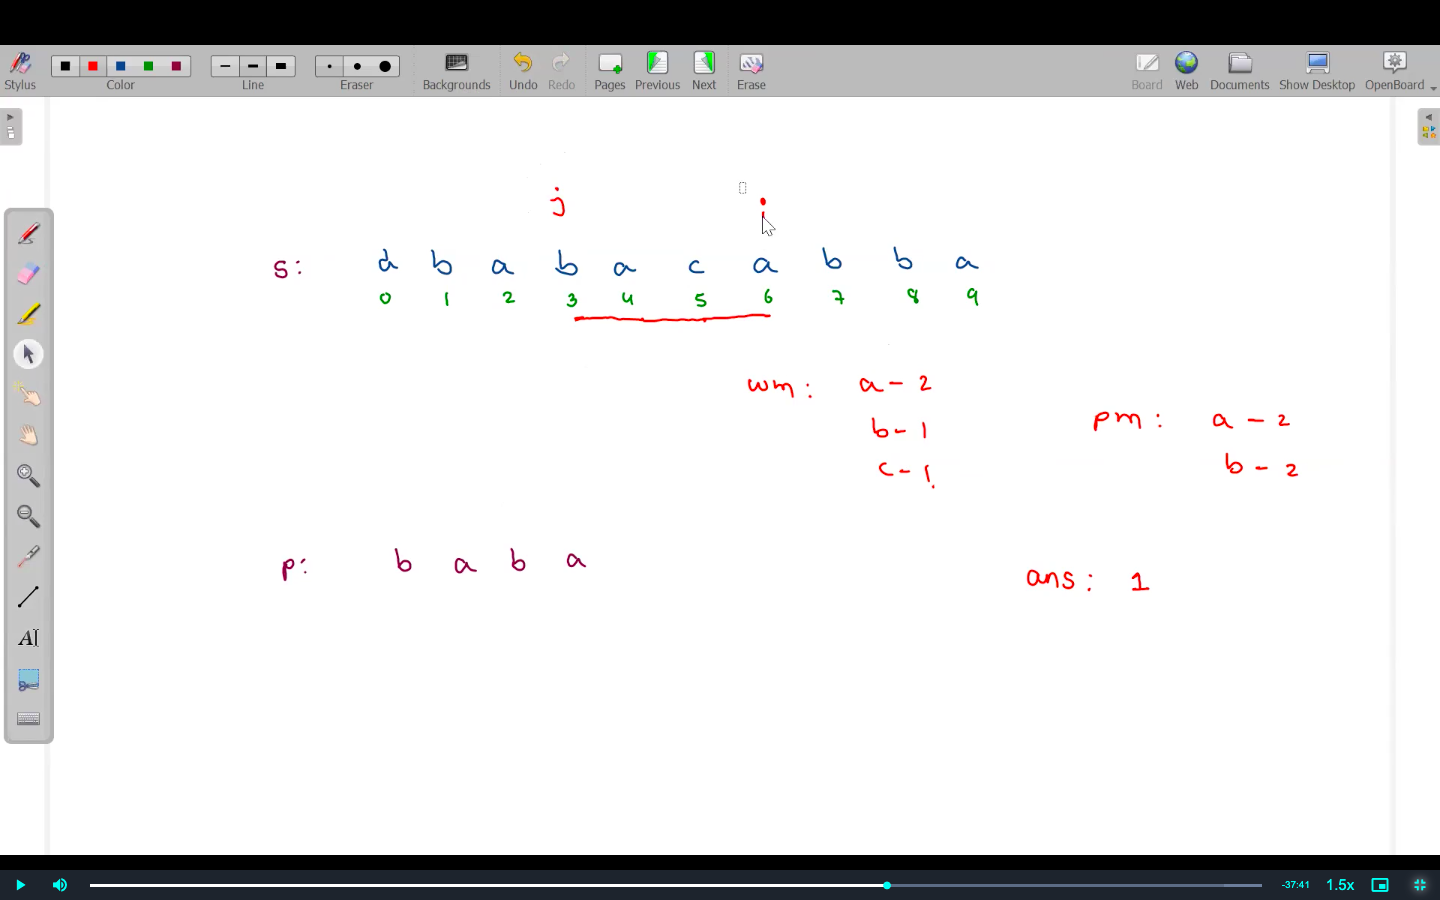 Stylus Color Line Eraser Backgrounds Undo Redo Pages Previous Next Erase Board Web Documents Show Desktop OpenBoard
j i
s: d b a b a c a b b a
0 1 2 3 4 5 6 7 8 9
wm: a - 2
b - 1
c - 1
pm: a - 2
b - 2
p: b a b a
ans: 1
-37:41 1.5x